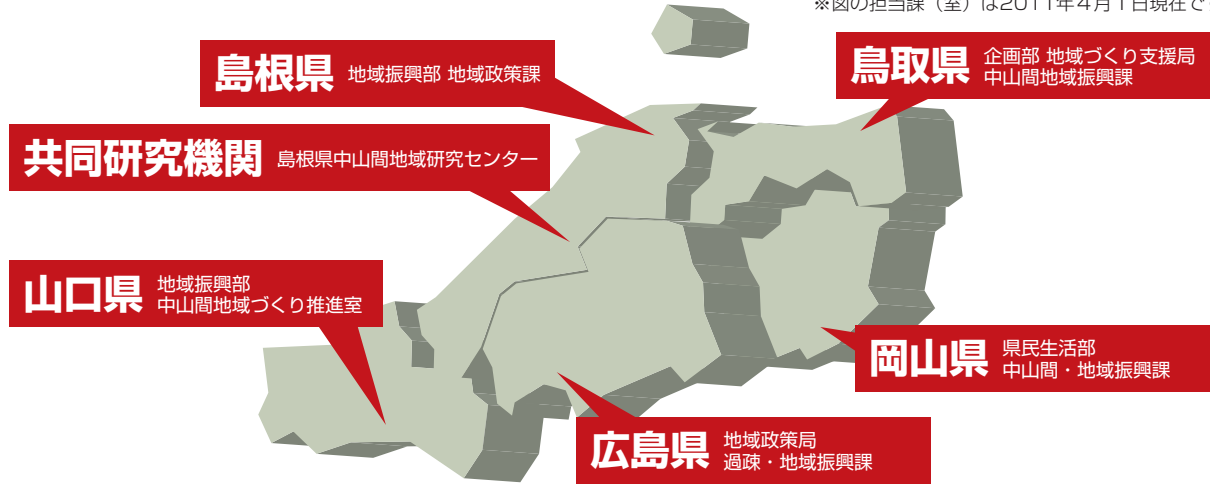 ※図の担当課（室）は2011年4月1日現在で
島根県 地域振興部 地域政策課
鳥取県 企画部 地域づくり支援局
中山間地域振興課
共同研究機関 島根県中山間地域研究センター
山口県 地域振興部
中山間地域づくり推進室
岡山県 県民生活部
中山間・地域振興課
広島県 地域政策局
過疎・地域振興課